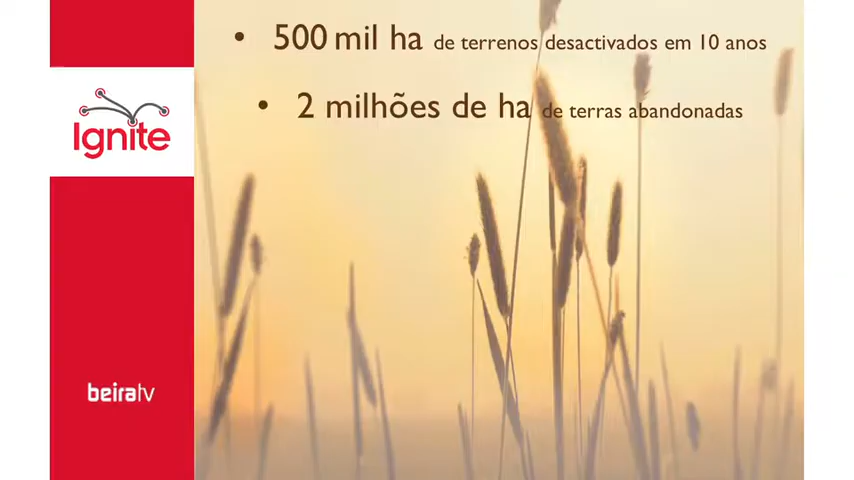 • 500 mil ha de terrenos desactivados em 10 anos
• 2 milhões de ha de terras abandonadas
Ignite
beiratv